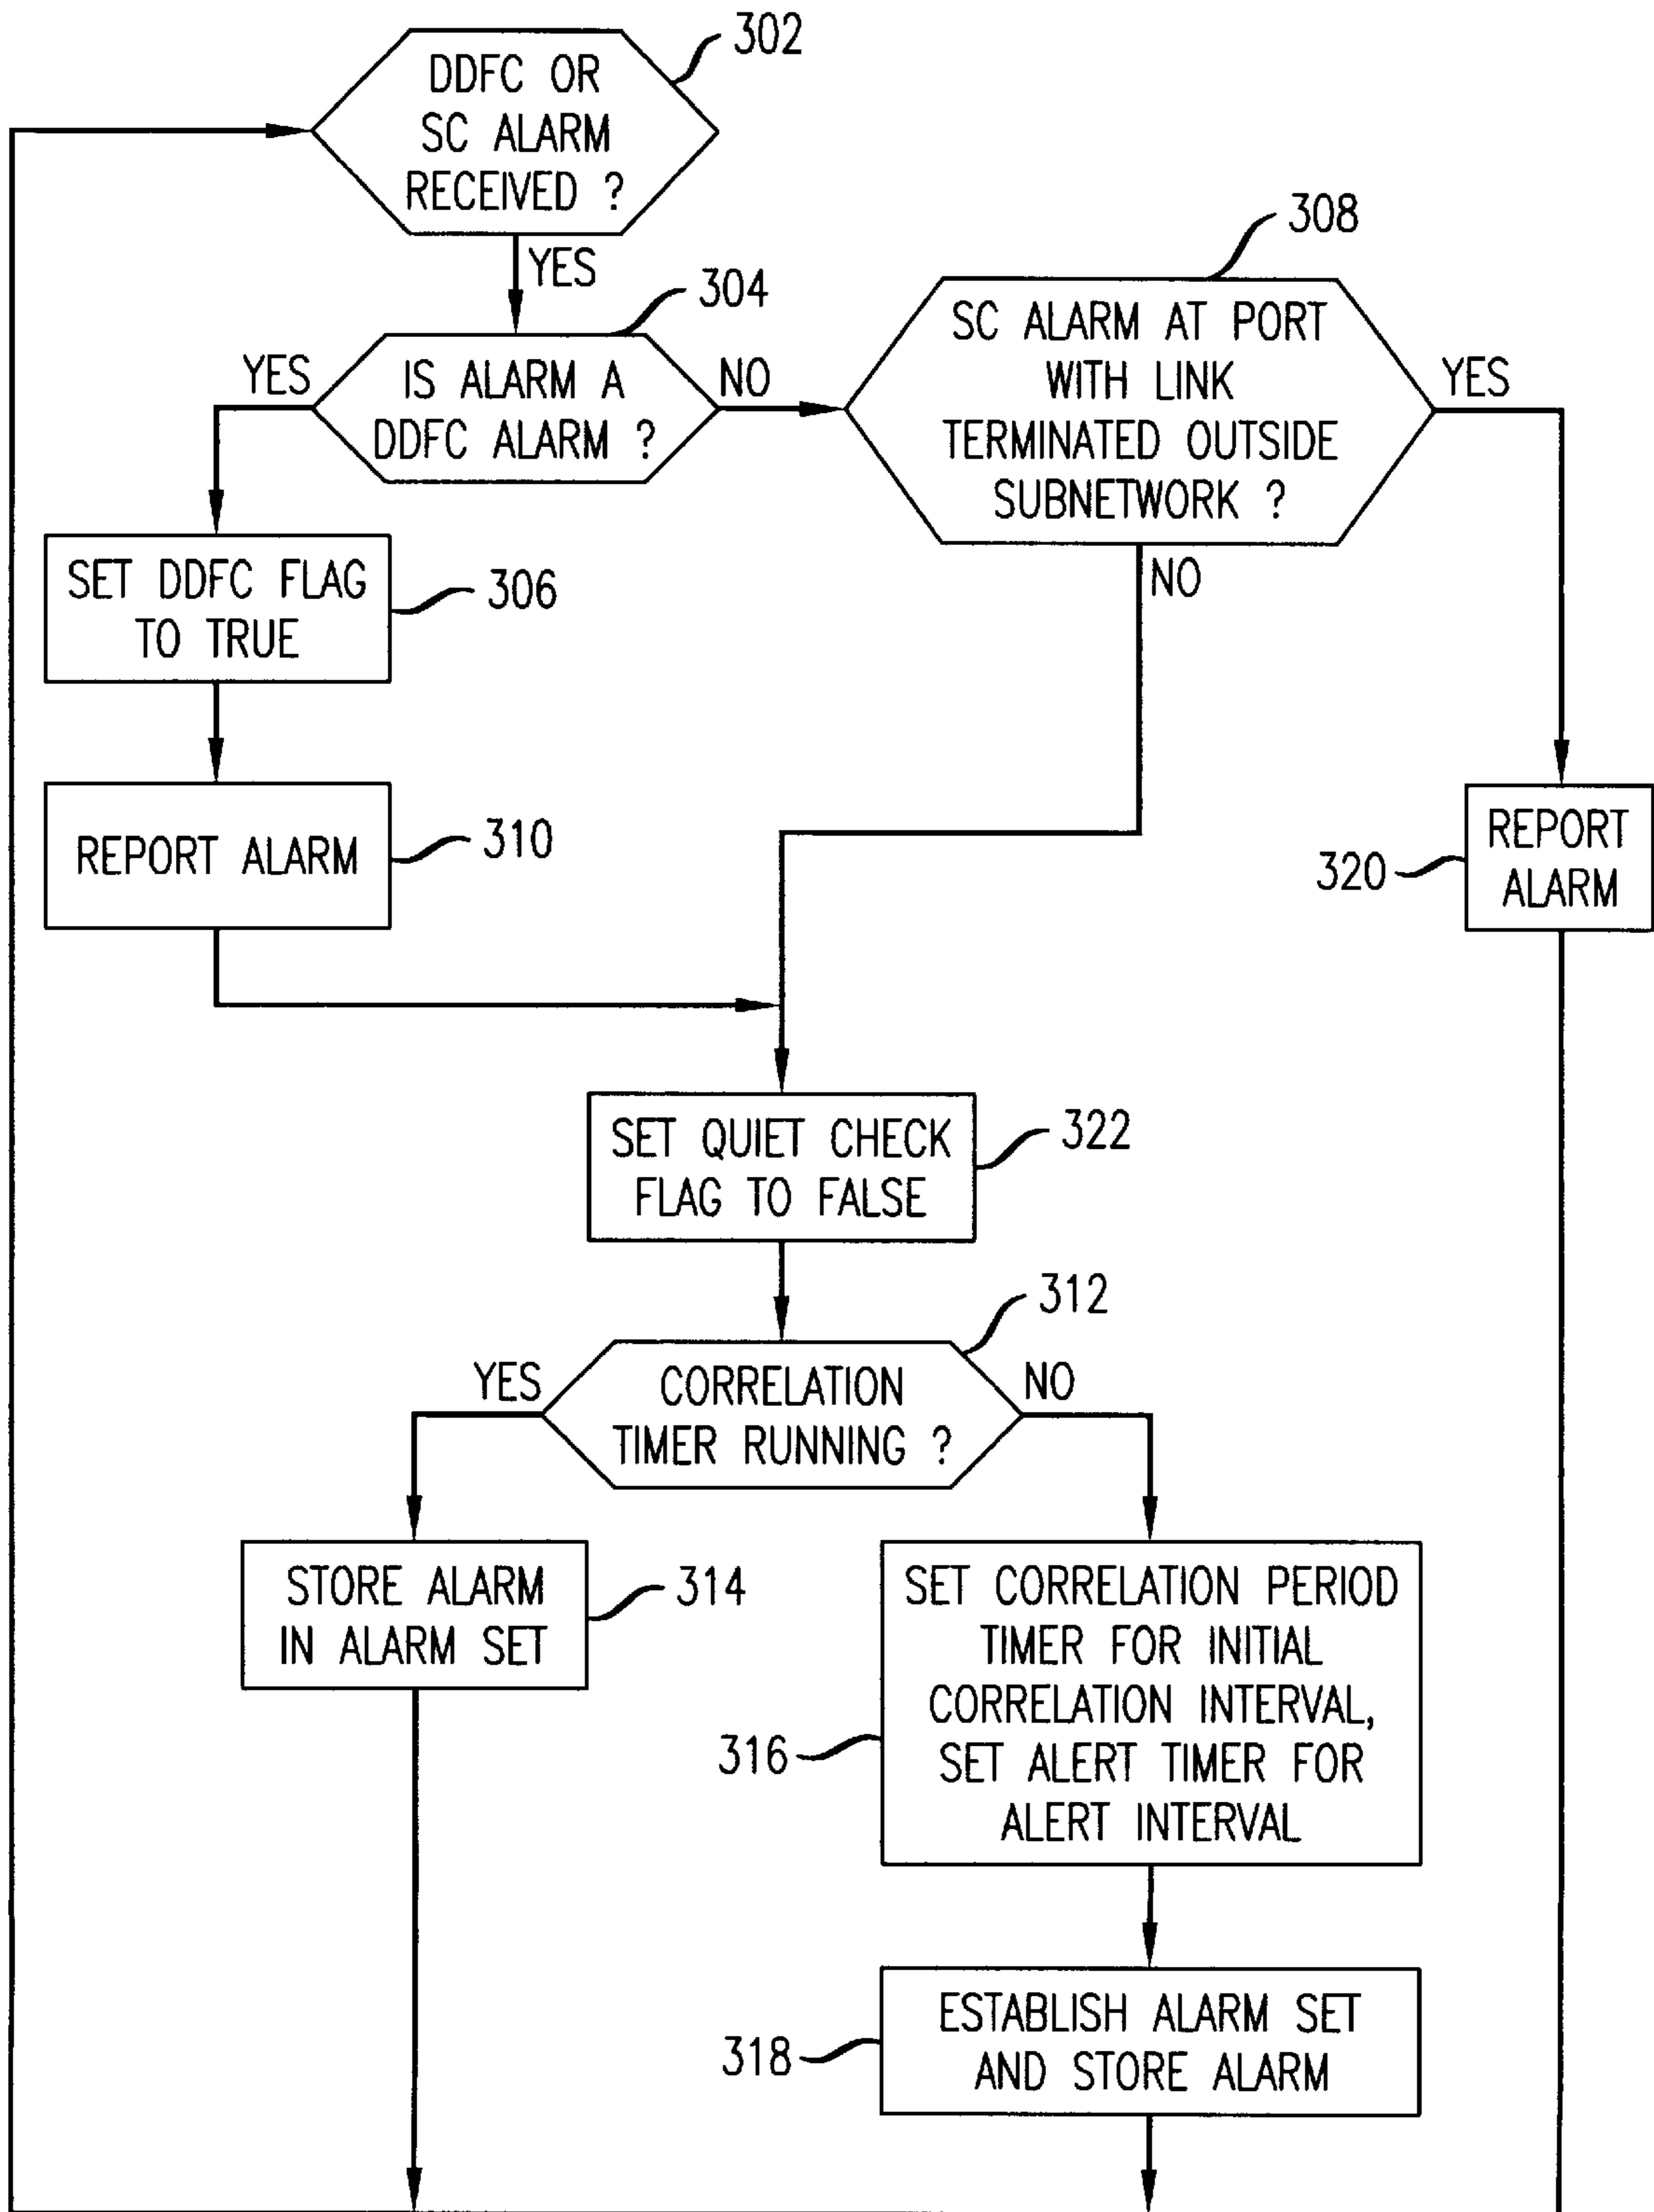 DDFC OR
SC ALARM
RECEIVED ?
302
YES
IS ALARM A
DDFC ALARM ?
304
YES
NO
SC ALARM AT PORT
WITH LINK
TERMINATED OUTSIDE
SUBNETWORK ?
308
YES
NO
SET DDFC FLAG
TO TRUE
306
REPORT ALARM
310
REPORT
ALARM
320
SET QUIET CHECK
FLAG TO FALSE
322
CORRELATION
TIMER RUNNING ?
312
YES
NO
STORE ALARM
IN ALARM SET
314
SET CORRELATION PERIOD
TIMER FOR INITIAL
CORRELATION INTERVAL,
SET ALERT TIMER FOR
ALERT INTERVAL
316
ESTABLISH ALARM SET
AND STORE ALARM
318